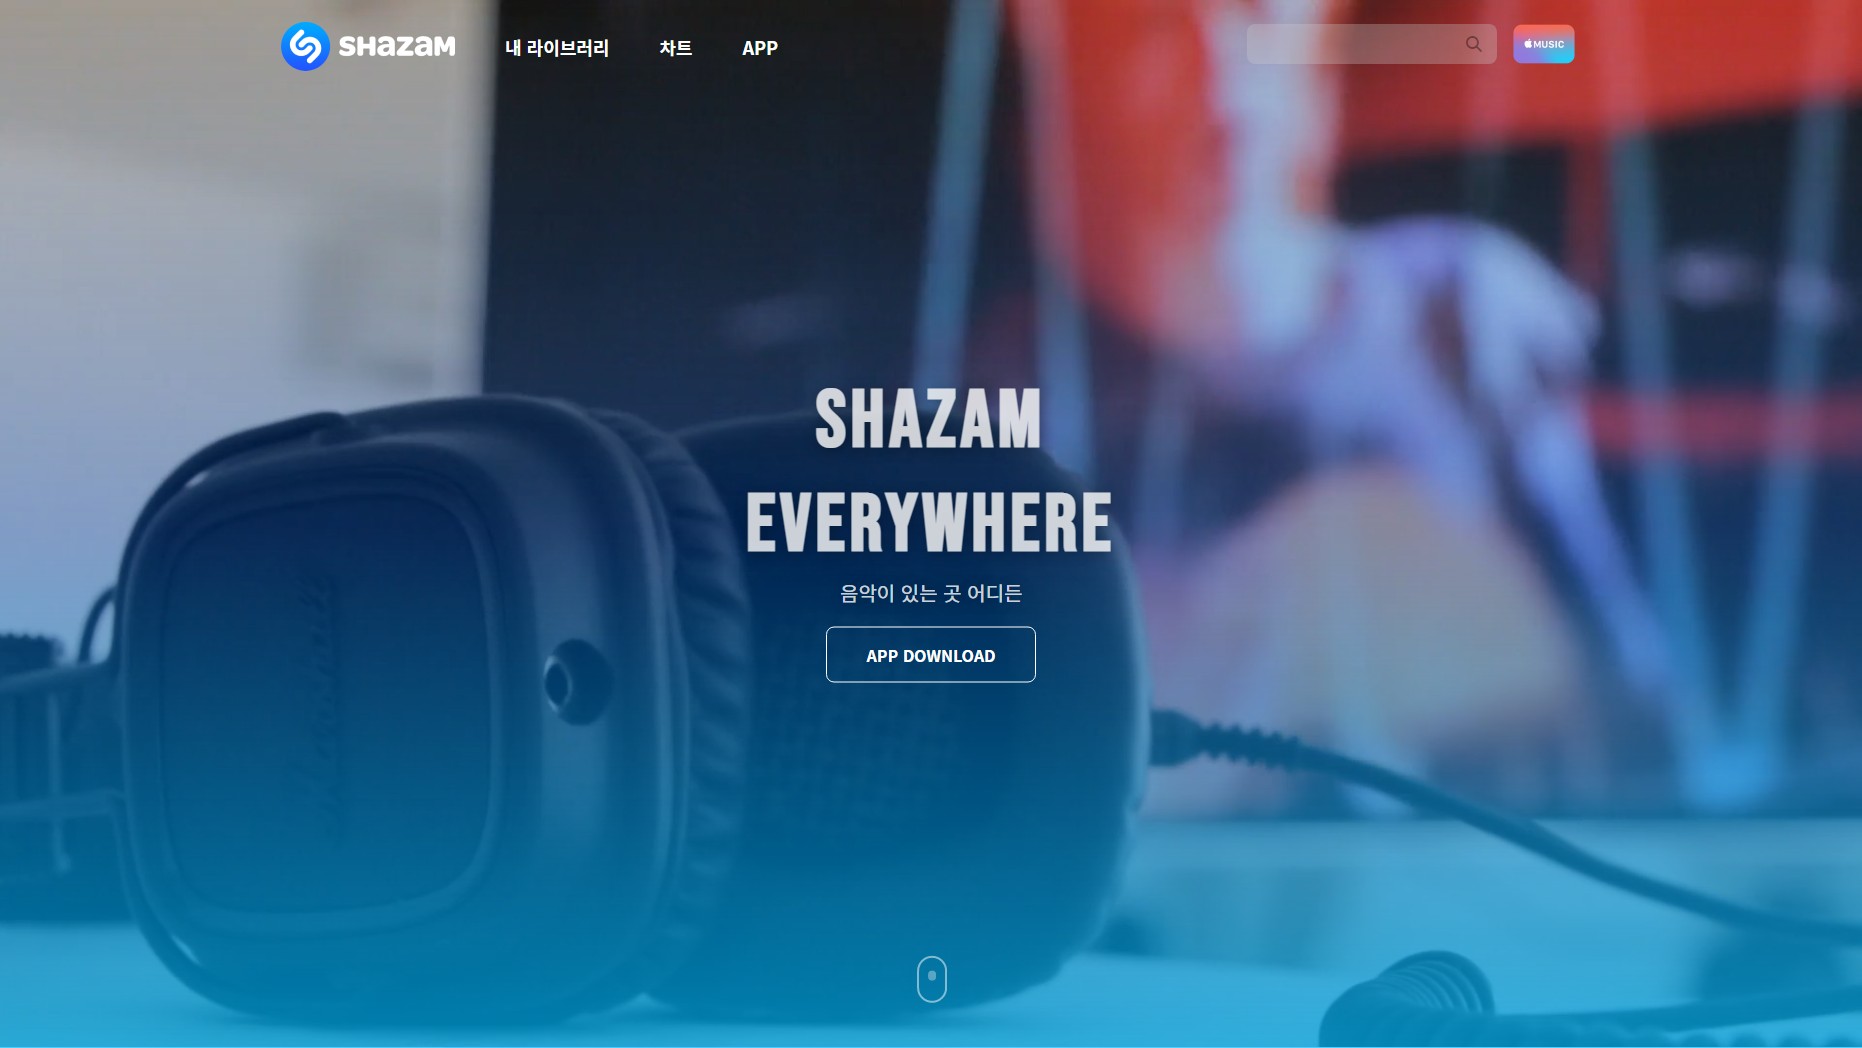 SHAZAM
내 라이브러리
차트
APP
MUSIC
SHAZAM
EVERYWHERE
음악이 있는 곳 어디든
APP DOWNLOAD